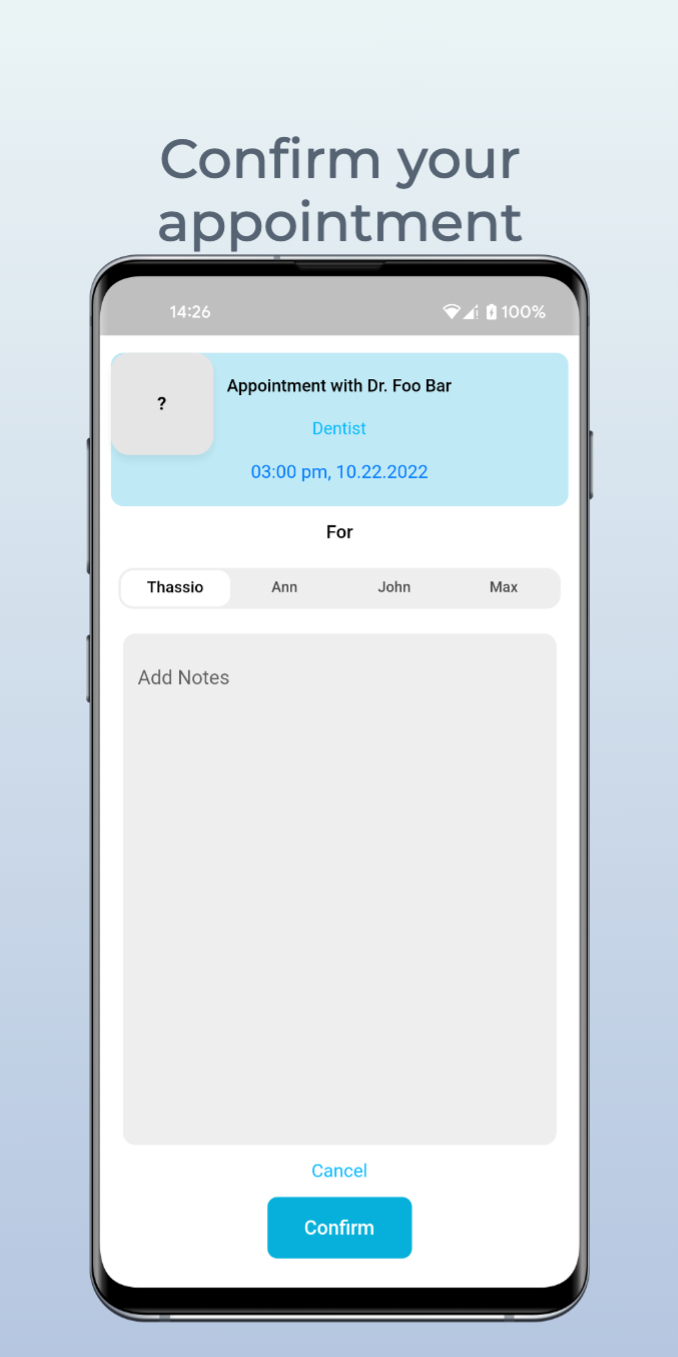 Confirm your
appointment
14:26
100%
?
Appointment with Dr. Foo Bar
Dentist
03:00 pm, 10.22.2022
For
Thassio Ann John Max
Add Notes
Cancel
Confirm